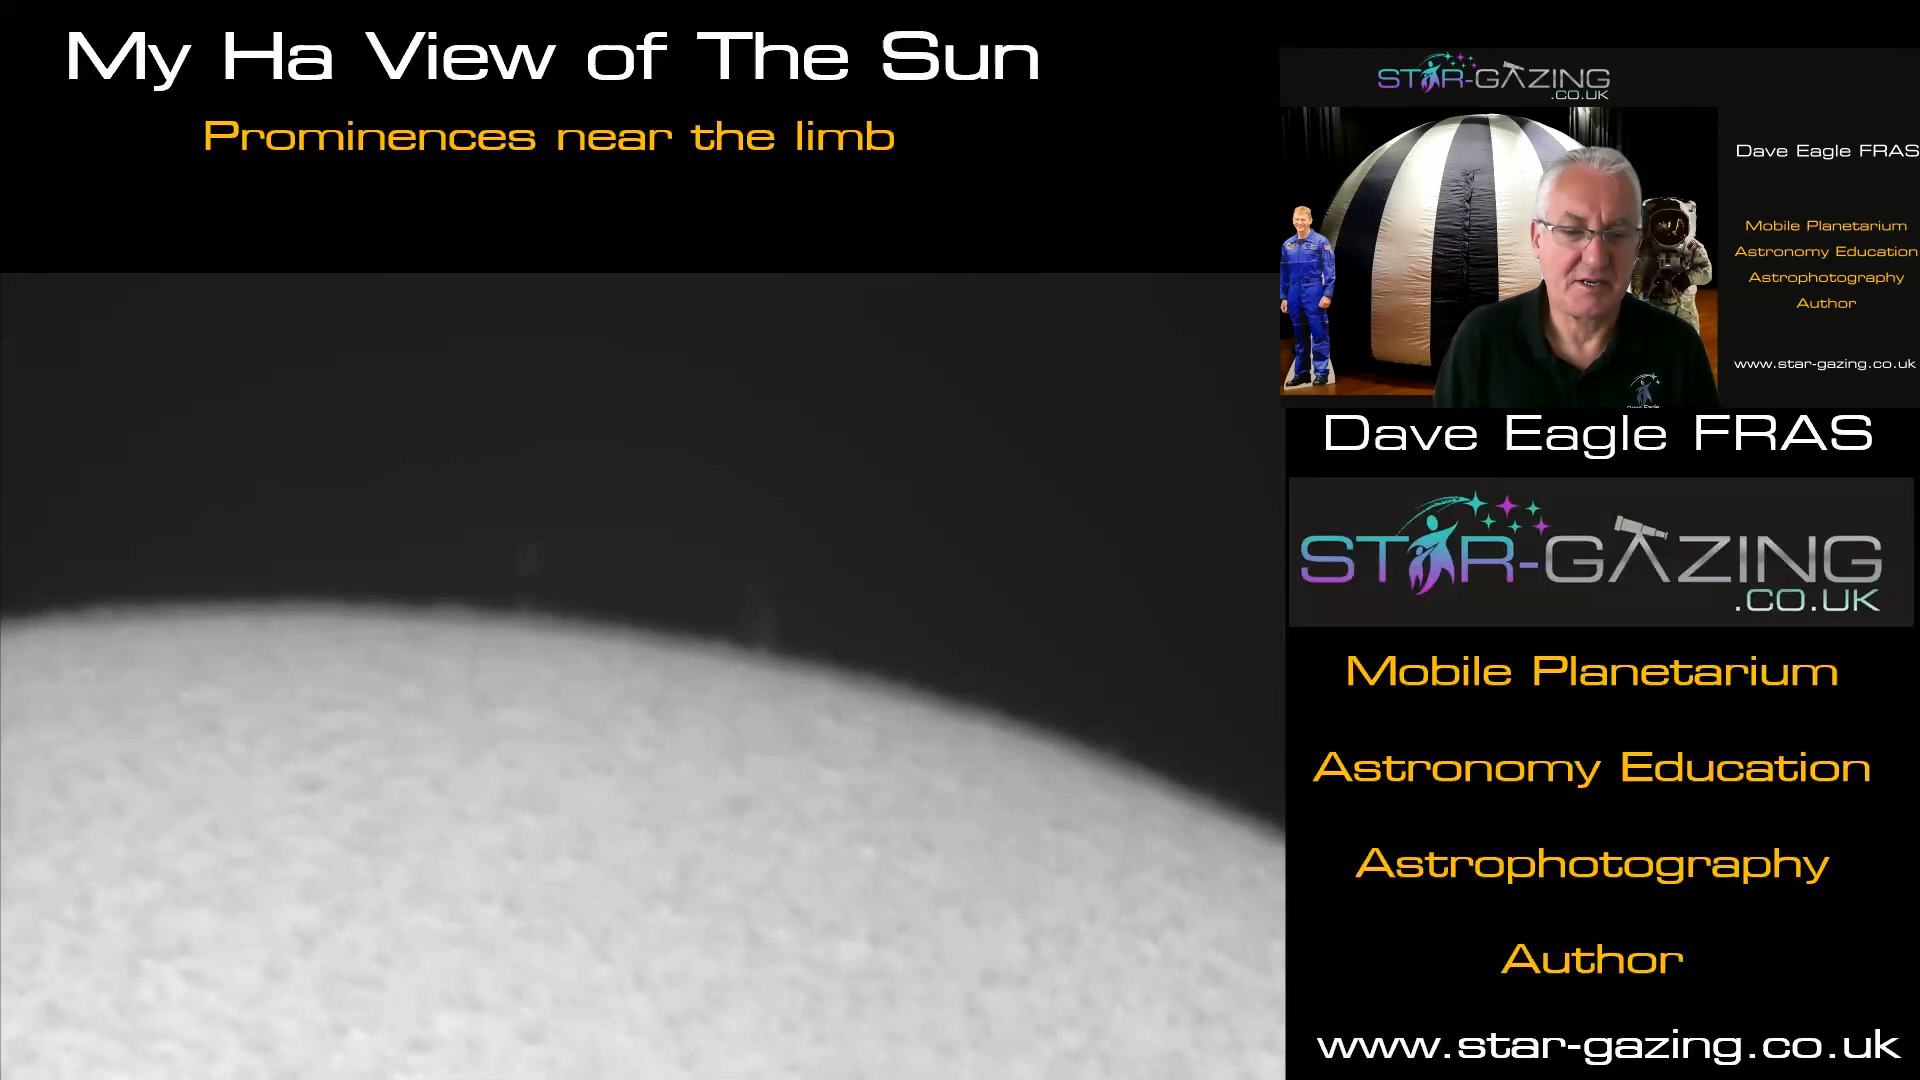 My Ha View of The Sun
Prominences near the limb
STAR-GAZING
.CO.UK
Dave Eagle FRAS
Mobile Planetarium
Astronomy Education
Astrophotography
Author
www.star-gazing.co.uk
Dave Eagle FRAS
STAR-GAZING
.CO.UK
Mobile Planetarium
Astronomy Education
Astrophotography
Author
www.star-gazing.co.uk